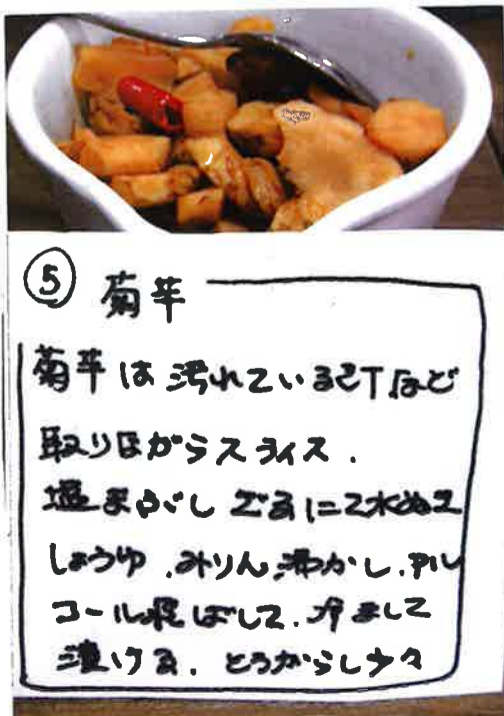 ⑤ 菊芋
菊芋は汚れている所など
取りながらスライス.
塩まぶし ざるにて水ぬき
しょうゆ.みりん.沸かし.アル
コール飛ばして.冷まして
漬ける. とうがらし少々